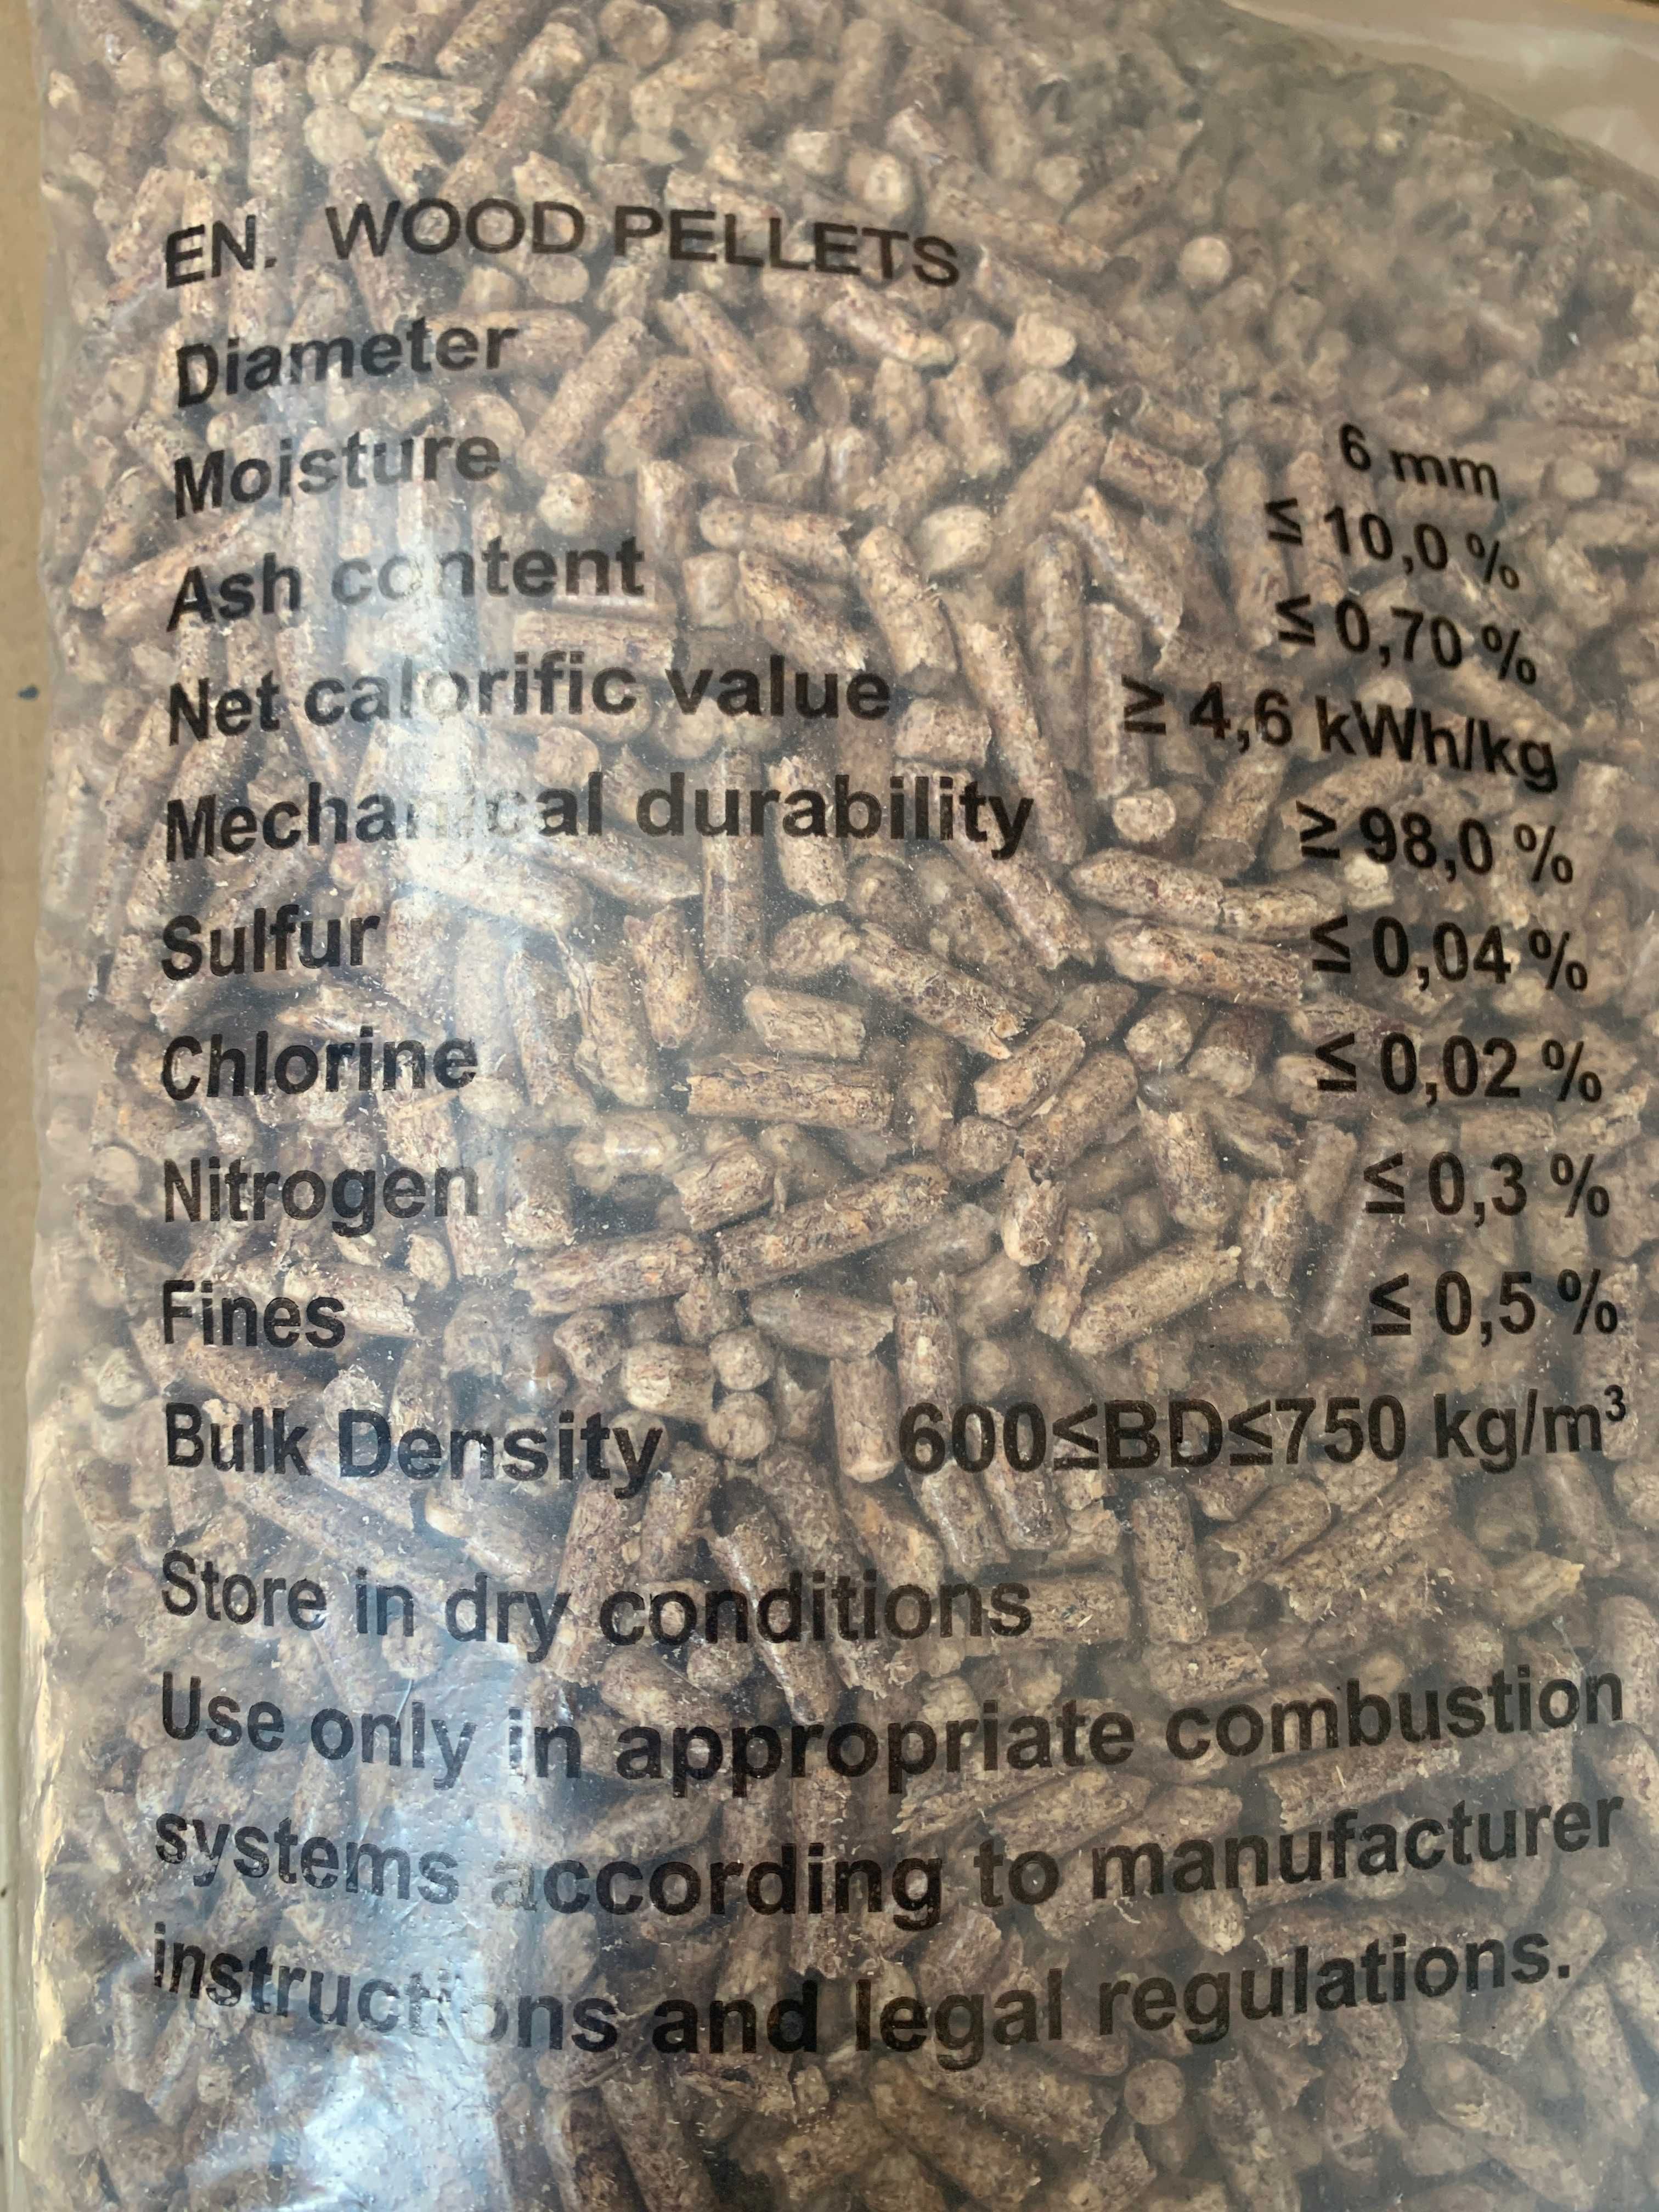 EN. WOOD PELLETS
Diameter 6 mm
Moisture ≤ 10,0 %
Ash content ≤ 0,70 %
Net calorific value ≥ 4,6 kWh/kg
Mechanical durability ≥ 98,0 %
Sulfur ≤ 0,04 %
Chlorine ≤ 0,02 %
Nitrogen ≤ 0,3 %
Fines ≤ 0,5 %
Bulk Density 600≤BD≤750 kg/m³
Store in dry conditions
Use only in appropriate combustion
systems according to manufacturer
instructions and legal regulations.